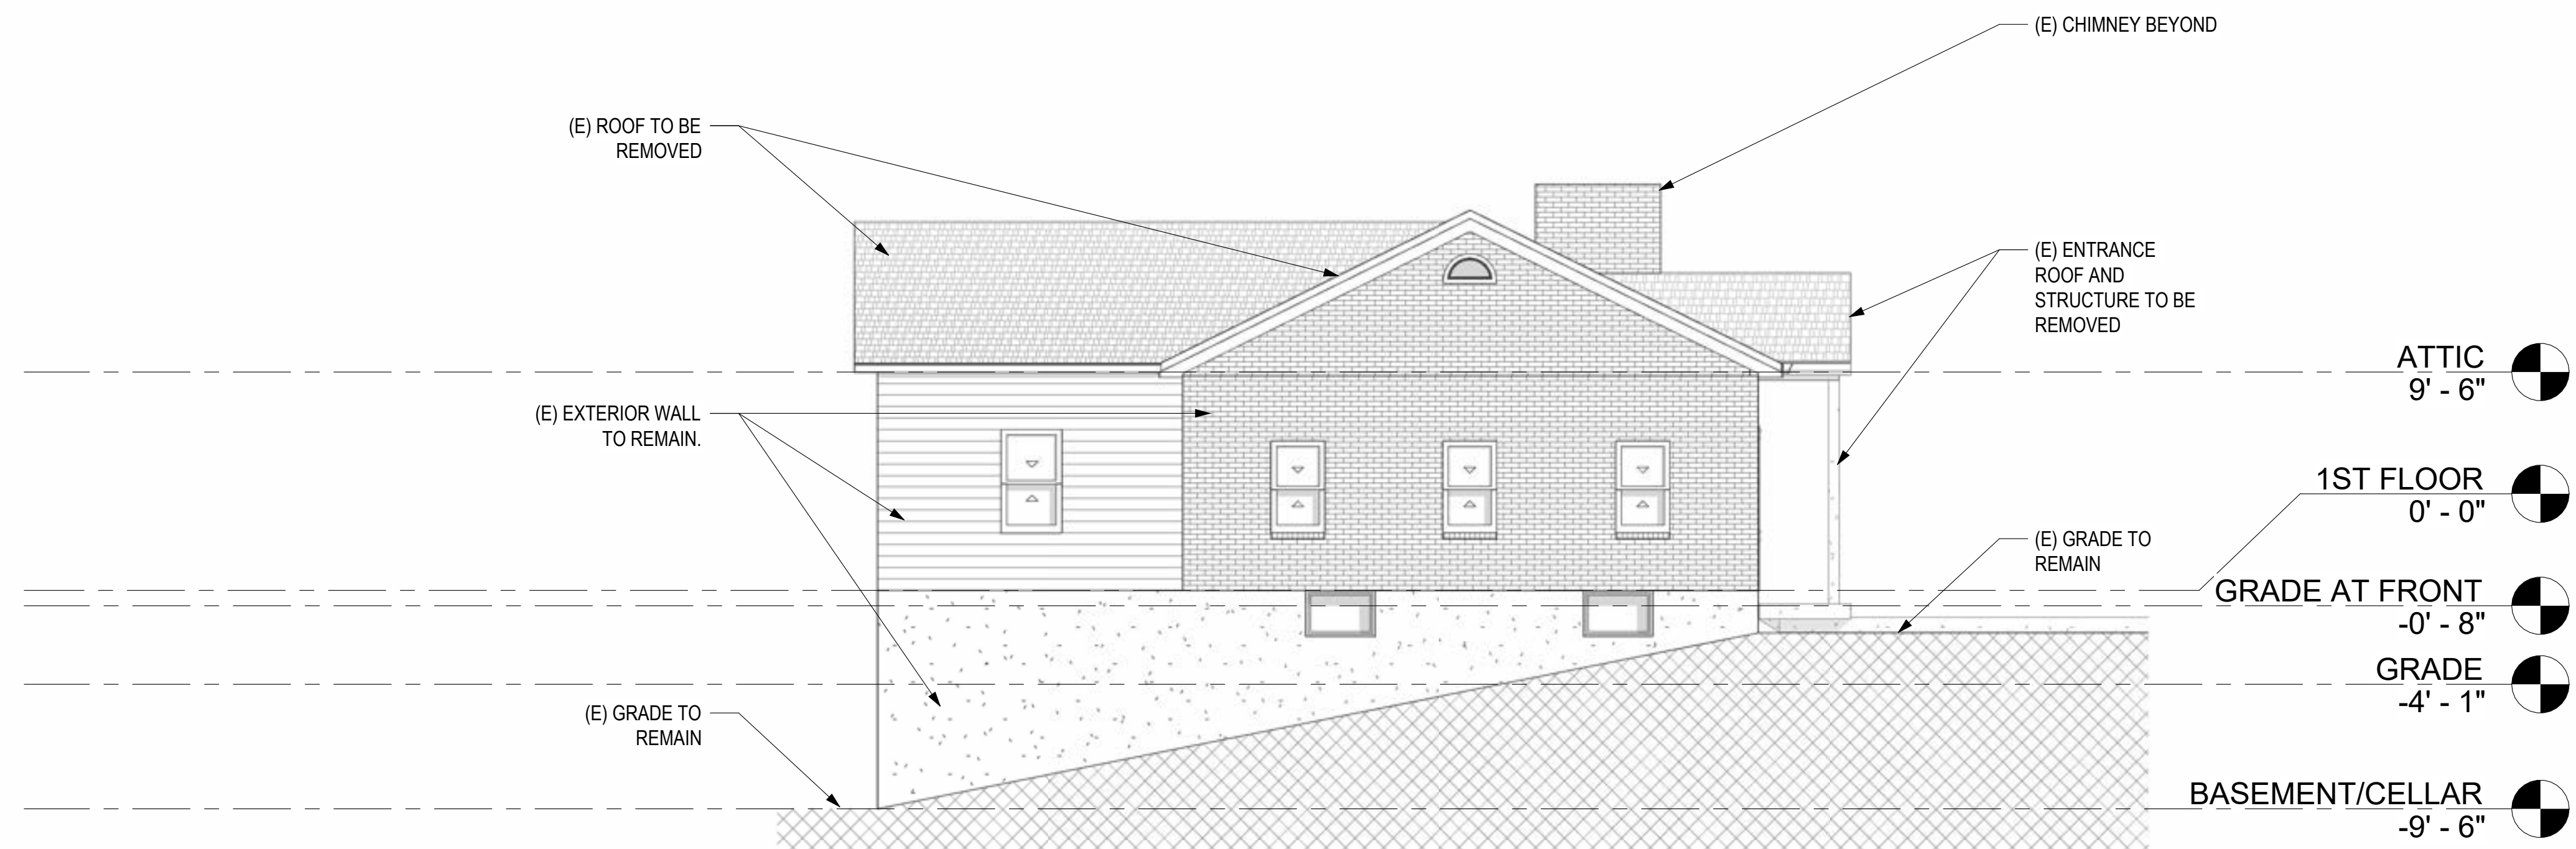 (E) CHIMNEY BEYOND
(E) ROOF TO BE
REMOVED
(E) ENTRANCE
ROOF AND
STRUCTURE TO BE
REMOVED
ATTIC
9' - 6"
(E) EXTERIOR WALL
TO REMAIN.
1ST FLOOR
0' - 0"
(E) GRADE TO
REMAIN
GRADE AT FRONT
-0' - 8"
GRADE
-4' - 1"
(E) GRADE TO
REMAIN
BASEMENT/CELLAR
-9' - 6"